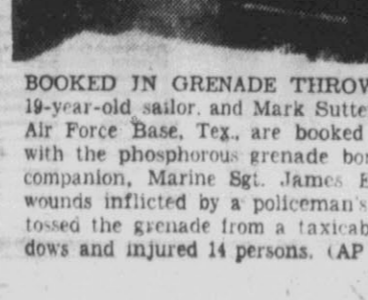 BOOKED IN GRENADE THROW
19-year-old sailor, and Mark Sutte
Air Force Base, Tex., are booked
with the phosphorous grenade bo
companion, Marine Sgt. James
wounds inflicted by a policeman's
tossed the grenade from a taxicab
dows and injured 14 persons. (AP